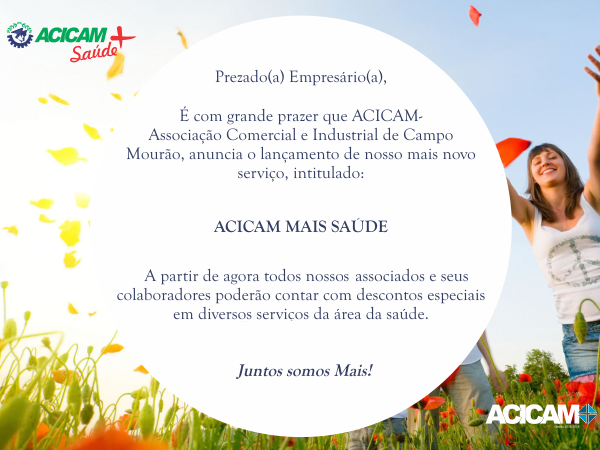 ACICAM
Saúde
Prezado(a) Empresário(a),
É com grande prazer que ACICAM-
Associação Comercial e Industrial de Campo
Mourão, anuncia o lançamento de nosso mais novo
serviço, intitulado:
ACICAM MAIS SAÚDE
A partir de agora todos nossos associados e seus
colaboradores poderão contar com descontos especiais
em diversos serviços da área da saúde.
Juntos somos Mais!
ACICAM